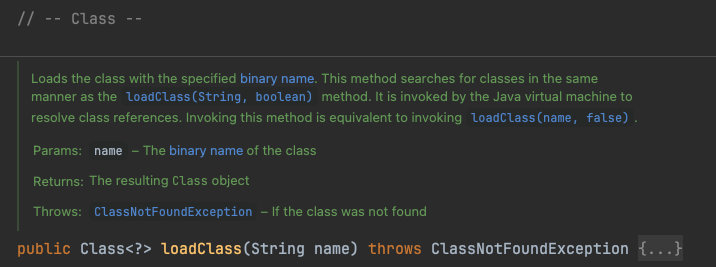 // -- Class --
Loads the class with the specified binary name. This method searches for classes in the same
manner as the loadClass(String, boolean) method. It is invoked by the Java virtual machine to
resolve class references. Invoking this method is equivalent to invoking loadClass(name, false) .
Params: name – The binary name of the class
Returns: The resulting Class object
Throws: ClassNotFoundException – If the class was not found
public Class<?> loadClass(String name) throws ClassNotFoundException {...}